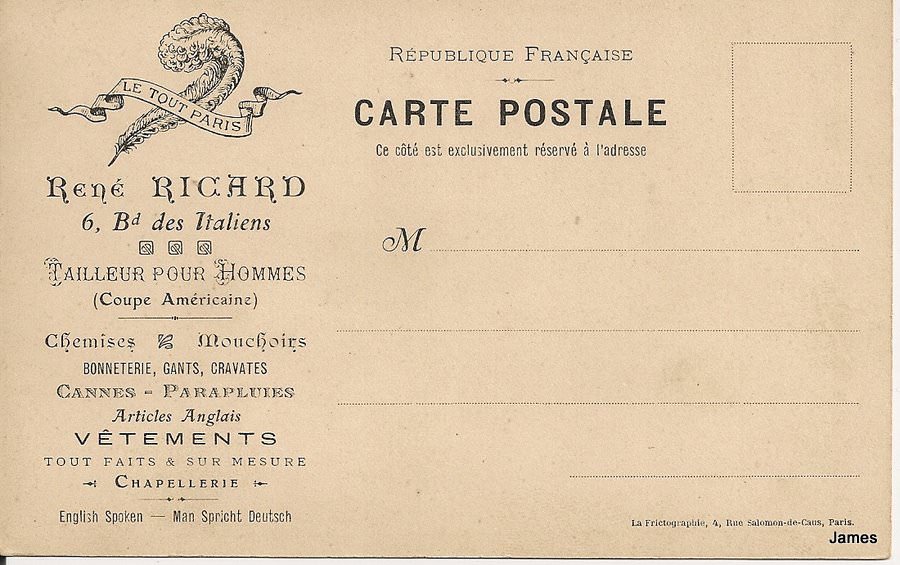 LE TOUT PARIS
René RICARD
6, Bd des Italiens
TAILLEUR POUR HOMMES
(Coupe Américaine)
Chemises & Mouchoirs
BONNETERIE, GANTS, CRAVATES
CANNES - PARAPLUIES
Articles Anglais
VÊTEMENTS
TOUT FAITS & SUR MESURE
CHAPELLERIE
English Spoken — Man Spricht Deutsch
RÉPUBLIQUE FRANÇAISE
CARTE POSTALE
Ce côté est exclusivement réservé à l'adresse
M
La Frictographie, 4, Rue Salomon-de-Caus, Paris.
James